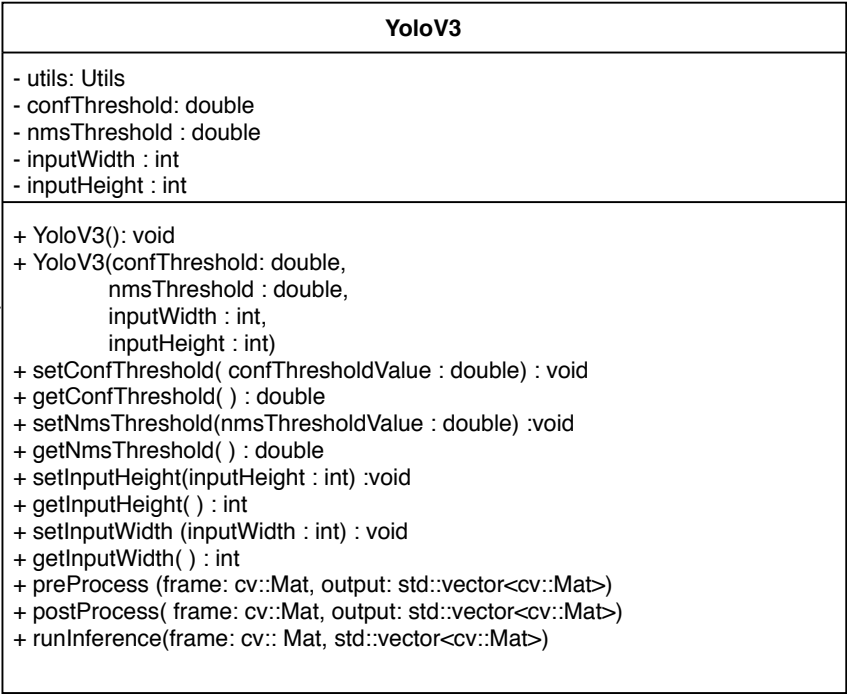 YoloV3
- utils: Utils
- confThreshold: double
- nmsThreshold : double
- inputWidth : int
- inputHeight : int
+ YoloV3(): void
+ YoloV3(confThreshold: double,
nmsThreshold : double,
inputWidth : int,
inputHeight : int)
+ setConfThreshold( confThresholdValue : double) : void
+ getConfThreshold( ) : double
+ setNmsThreshold(nmsThresholdValue : double) :void
+ getNmsThreshold( ) : double
+ setInputHeight(inputHeight : int) :void
+ getInputHeight( ) : int
+ setInputWidth (inputWidth : int) : void
+ getInputWidth( ) : int
+ preProcess (frame: cv::Mat, output: std::vector<cv::Mat>)
+ postProcess( frame: cv::Mat, output: std::vector<cv::Mat>)
+ runInference(frame: cv:: Mat, std::vector<cv::Mat>)